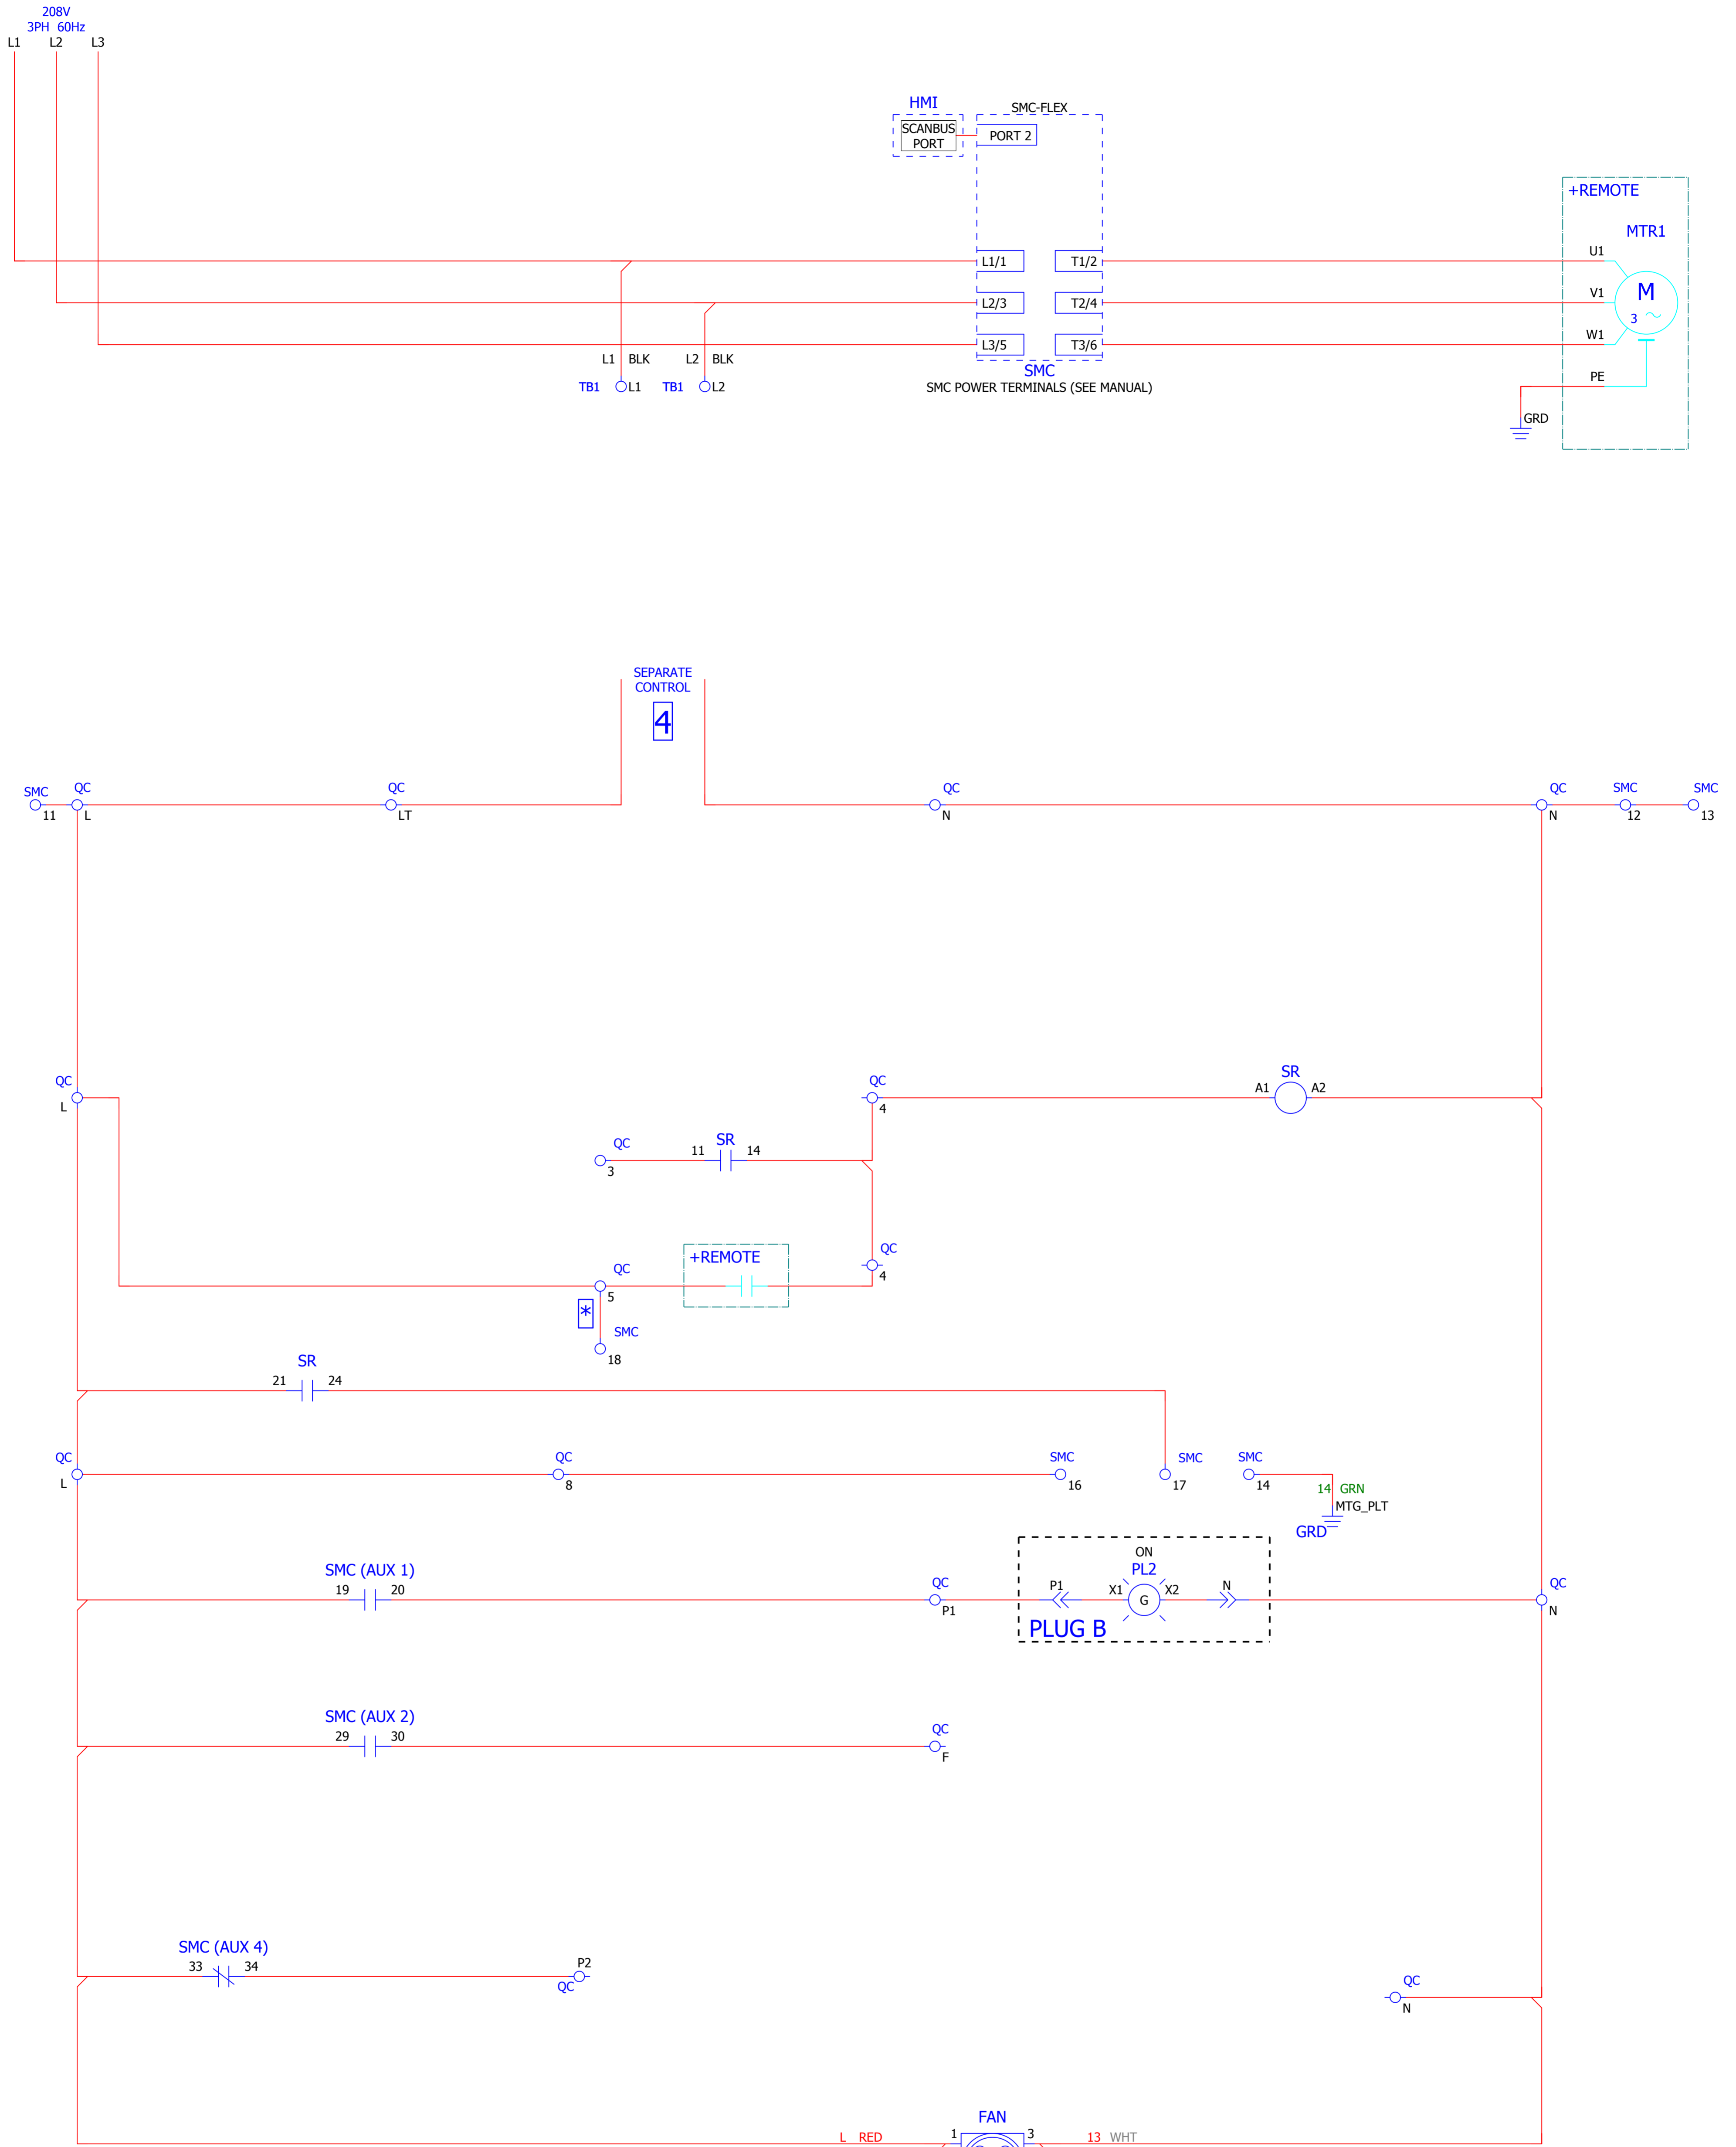 208V
3PH  60Hz
L1
L2
L3
HMI
SMC-FLEX
SCANBUS
PORT
PORT 2
+REMOTE
MTR1
L1/1
T1/2
U1
L2/3
T2/4
V1
M
3
L3/5
T3/6
W1
L1 BLK
L2 BLK
SMC
PE
TB1
L1
TB1
L2
SMC POWER TERMINALS (SEE MANUAL)
GRD
SEPARATE
CONTROL
4
SMC
QC
QC
QC
QC
SMC
SMC
11
L
LT
N
N
12
13
QC
QC
SR
L
4
A1
A2
QC
SR
3
11
14
QC
4
+REMOTE
QC
5
*
SMC
18
SR
21
24
QC
QC
SMC
SMC
SMC
L
8
16
17
14
14 GRN
MTG_PLT
GRD
ON
PL2
SMC (AUX 1)
19
20
QC
P1
P1
X1
G
X2
N
QC
N
PLUG B
SMC (AUX 2)
29
30
QC
F
SMC (AUX 4)
33
34
P2
QC
QC
N
FAN
L RED
1
3
13 WHT